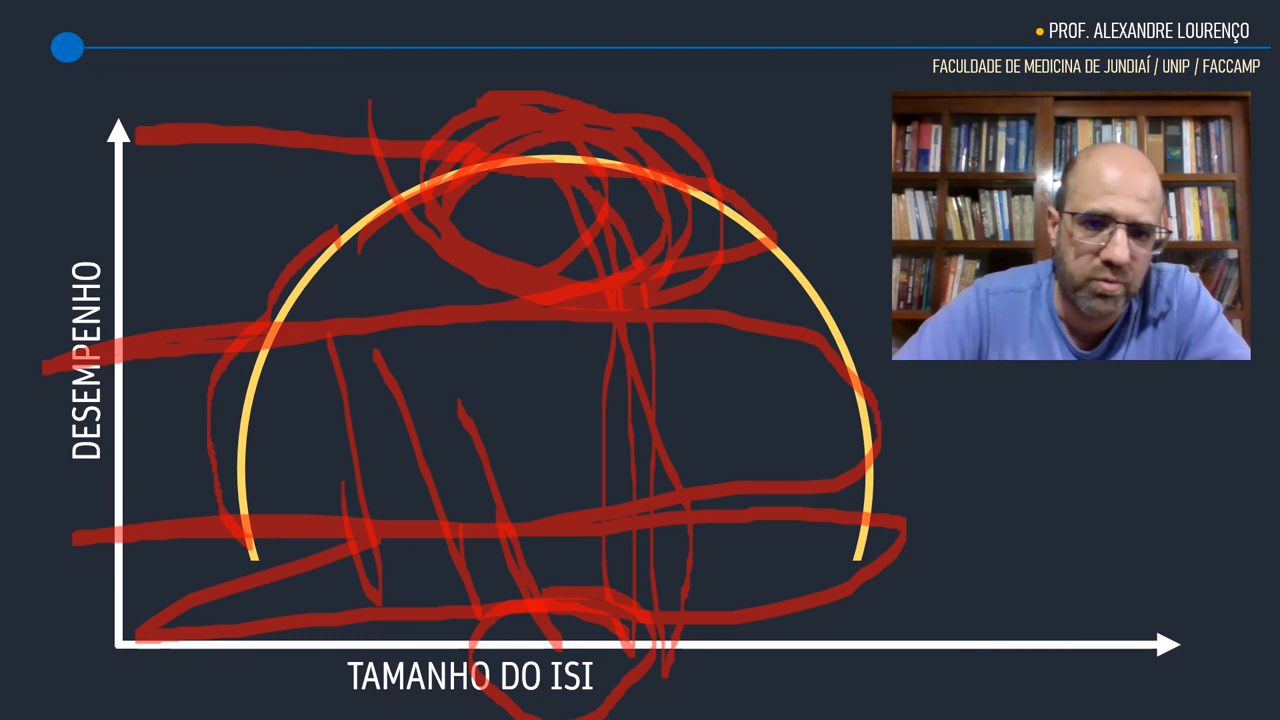 PROF. ALEXANDRE LOURENÇO
FACULDADE DE MEDICINA DE JUNDIAÍ / UNIP / FACCAMP
DESEMPENHO
TAMANHO DO ISI